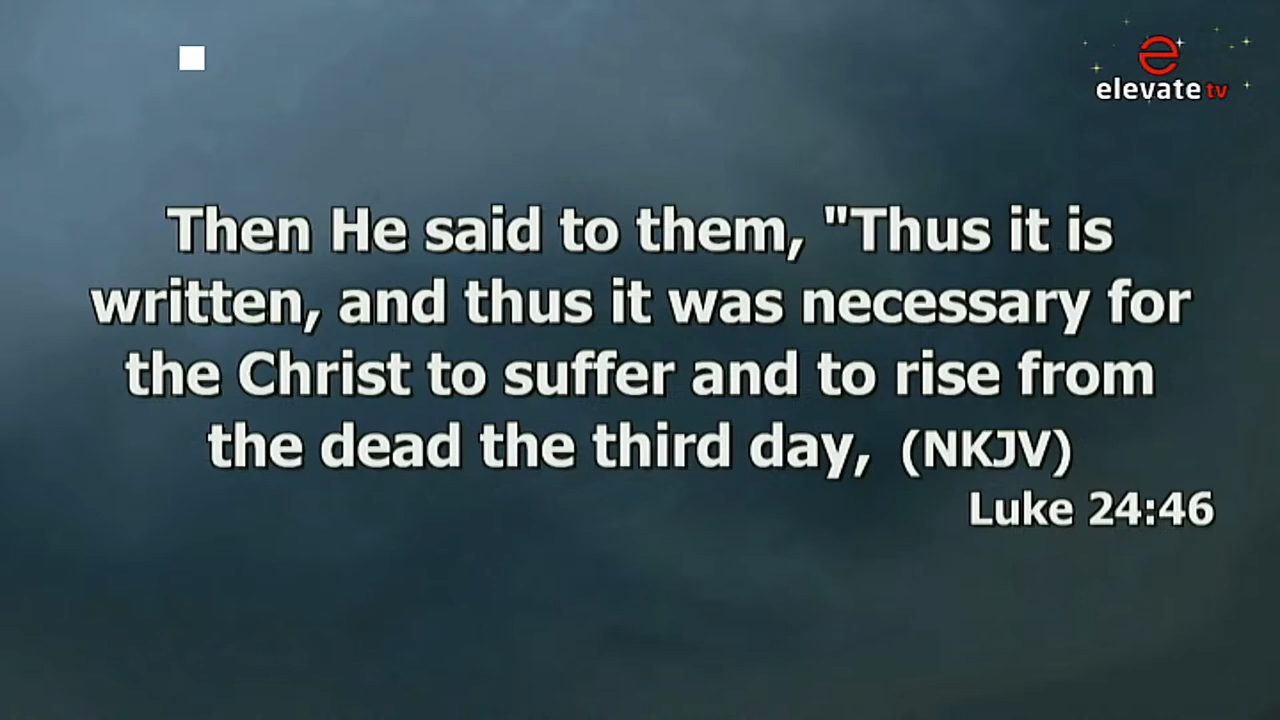 e
elevate tv
Then He said to them, "Thus it is
written, and thus it was necessary for
the Christ to suffer and to rise from
the dead the third day, (NKJV)
Luke 24:46